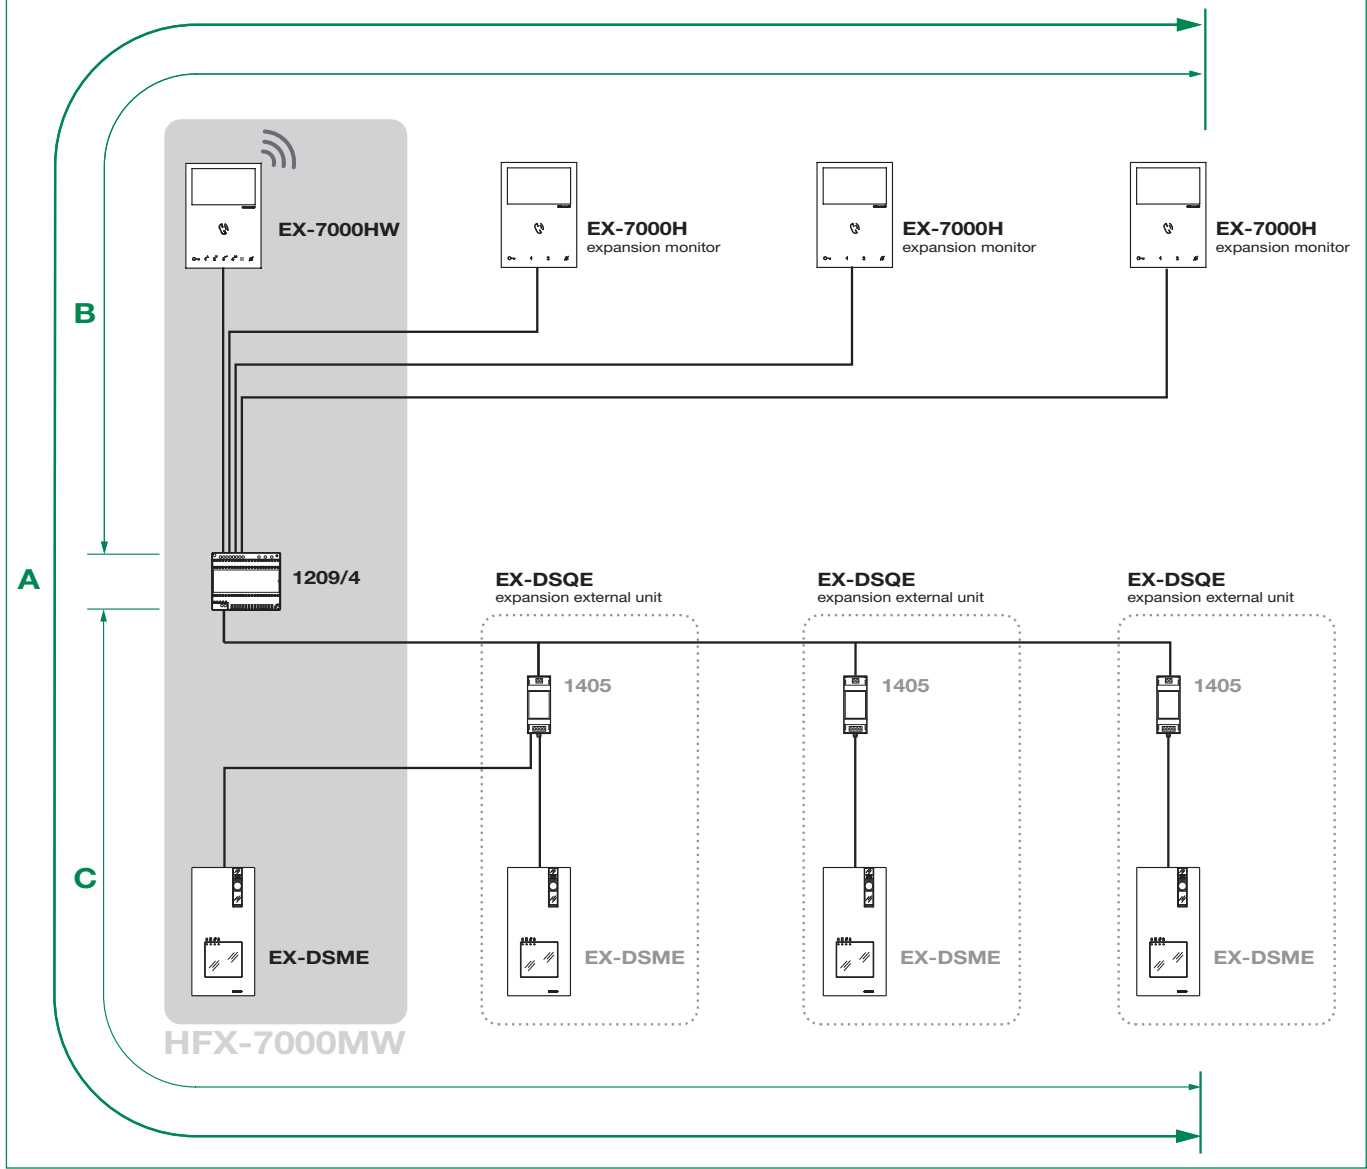 EX-7000HW
EX-7000H
expansion monitor
EX-7000H
expansion monitor
EX-7000H
expansion monitor
B
A
1209/4
EX-DSQE
expansion external unit
EX-DSQE
expansion external unit
EX-DSQE
expansion external unit
1405
1405
1405
C
EX-DSME
EX-DSME
EX-DSME
EX-DSME
HFX-7000MW